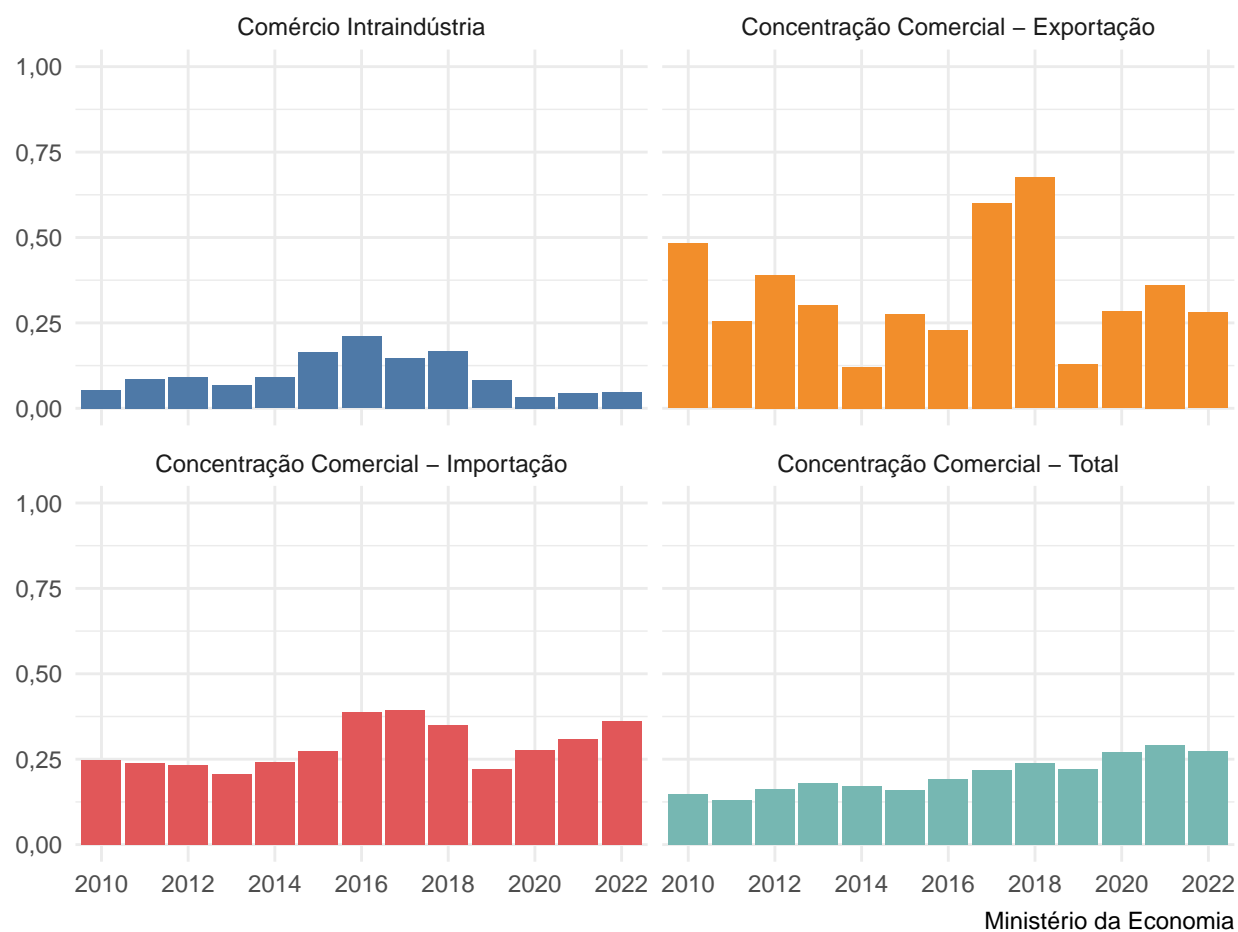 Comércio Intraindústria
Concentração Comercial – Exportação
1,00
0,75
0,50
0,25
0,00
Concentração Comercial – Importação
Concentração Comercial – Total
1,00
0,75
0,50
0,25
0,00
2010 2012 2014 2016 2018 2020 2022
2010 2012 2014 2016 2018 2020 2022
Ministério da Economia